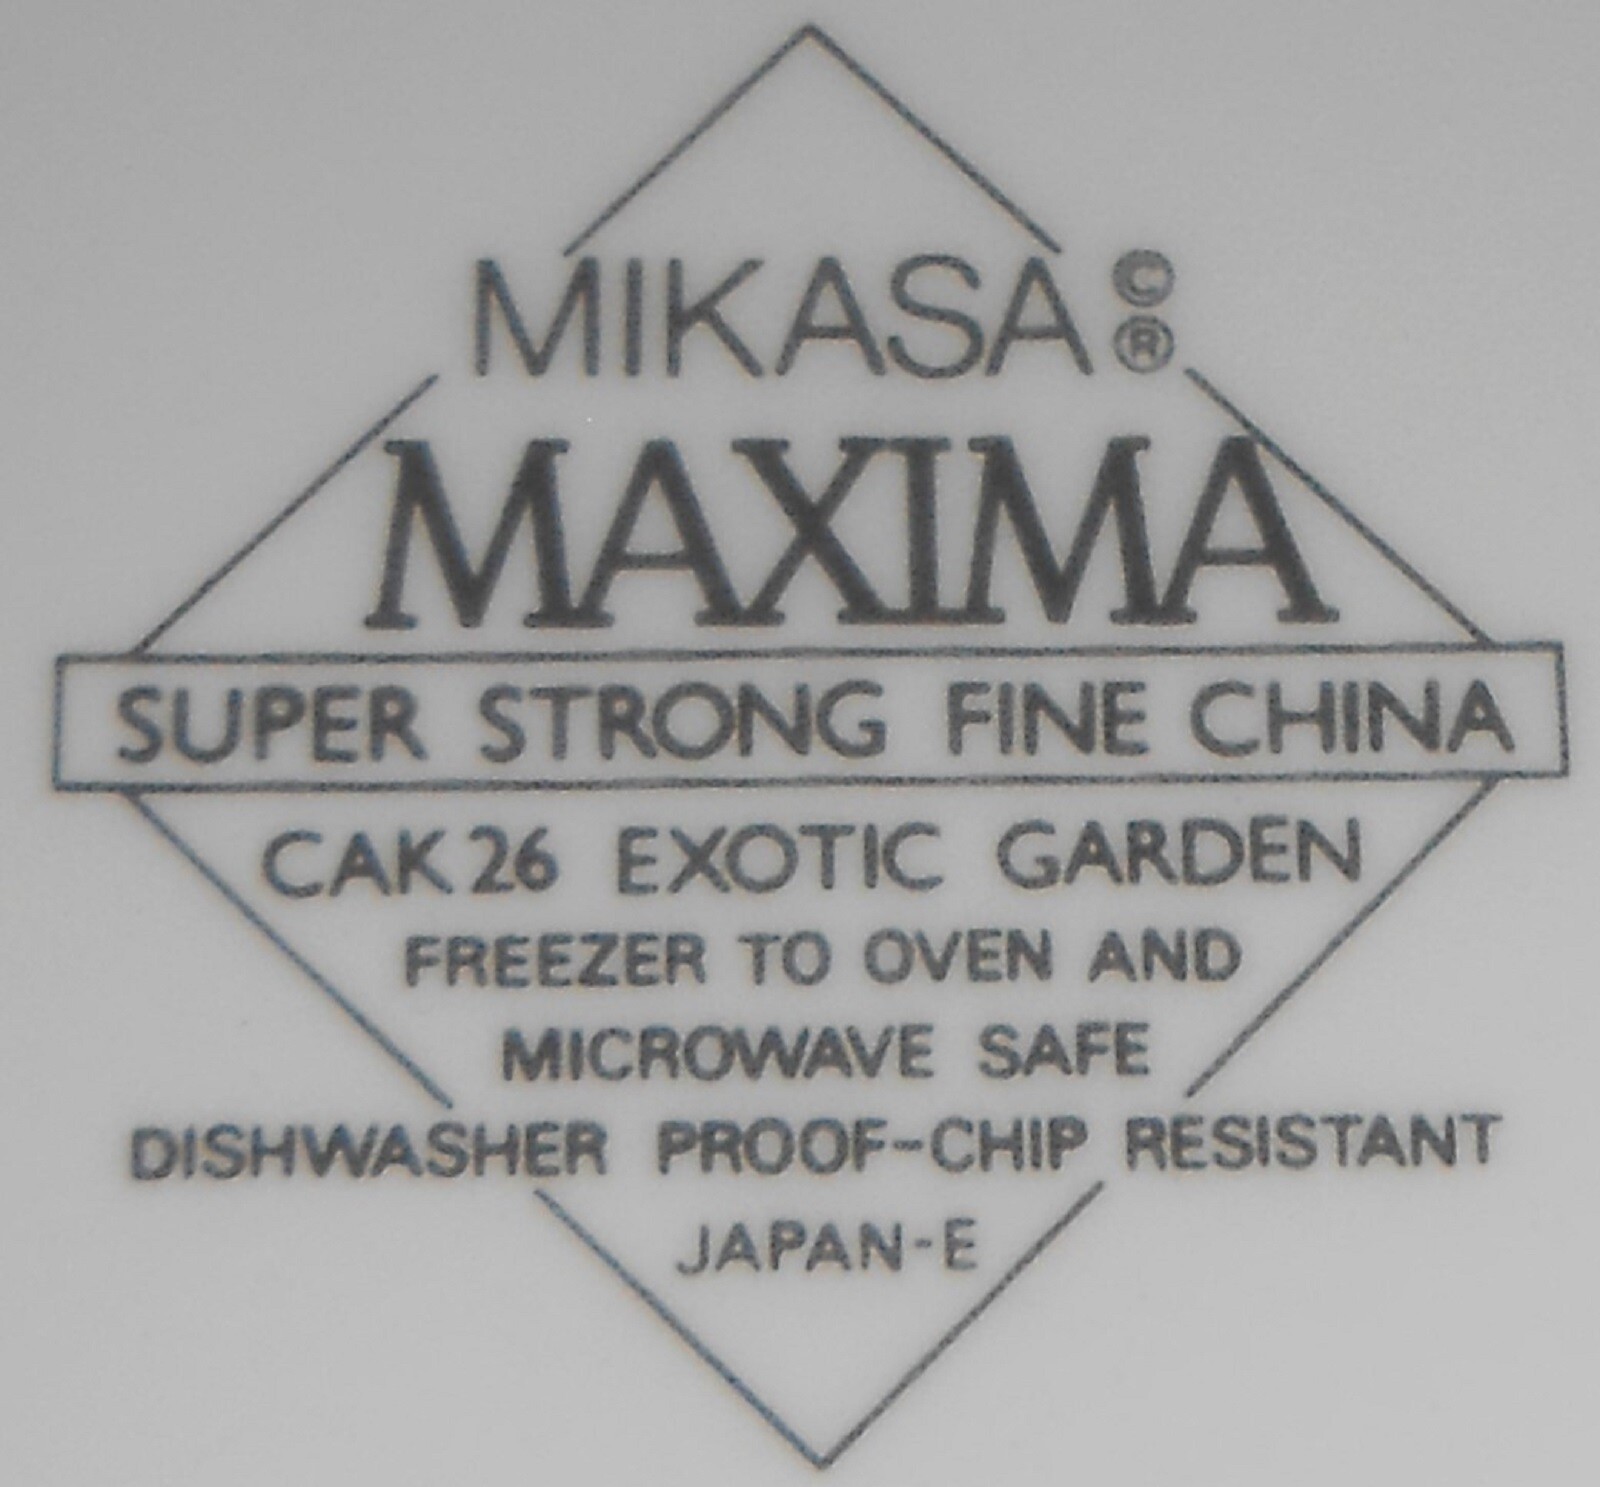 MIKASA © ®
MAXIMA
SUPER STRONG FINE CHINA
CAK 26 EXOTIC GARDEN
FREEZER TO OVEN AND
MICROWAVE SAFE
DISHWASHER PROOF-CHIP RESISTANT
JAPAN-E